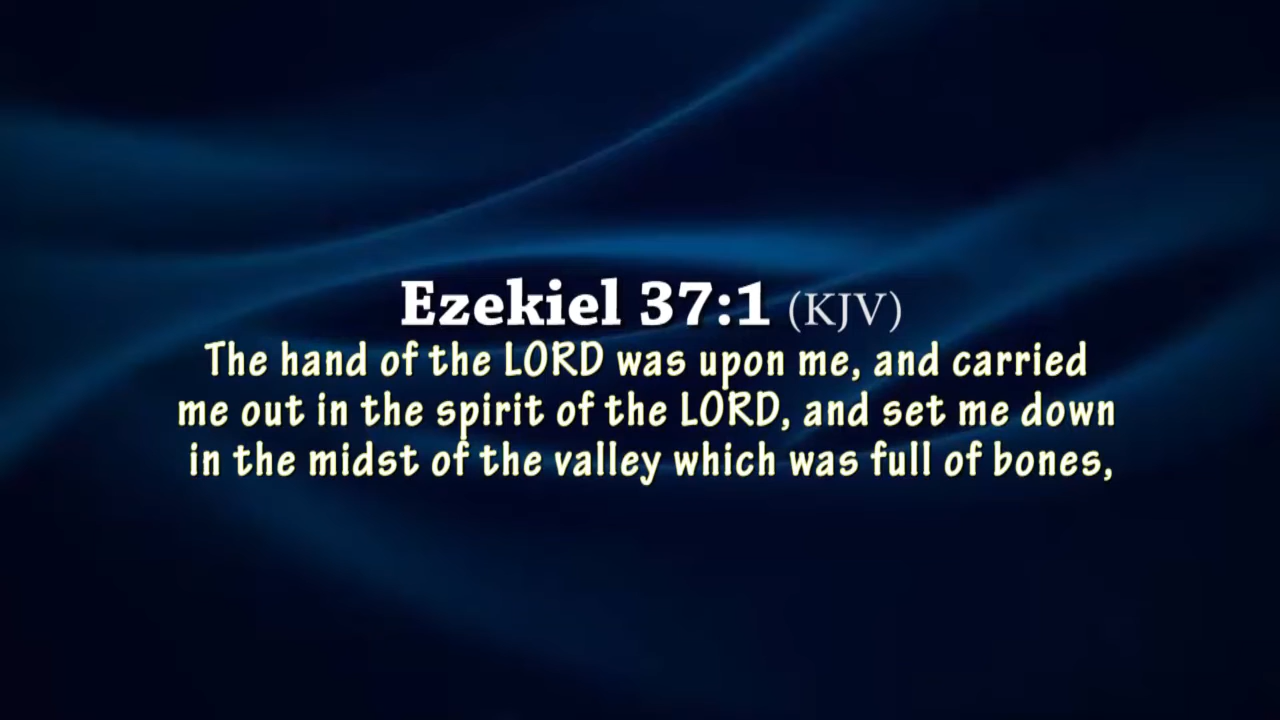 Ezekiel 37:1 (KJV)
The hand of the LORD was upon me, and carried
me out in the spirit of the LORD, and set me down
in the midst of the valley which was full of bones,